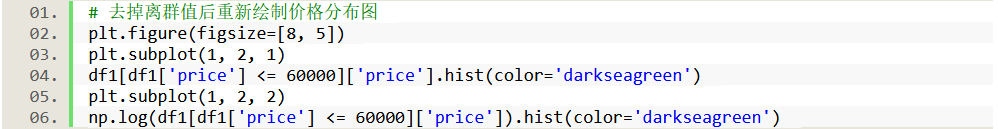 01. # 去掉离群值后重新绘制价格分布图
02. plt.figure(figsize=[8, 5])
03. plt.subplot(1, 2, 1)
04. df1[df1['price'] <= 60000]['price'].hist(color='darkseagreen')
05. plt.subplot(1, 2, 2)
06. np.log(df1[df1['price'] <= 60000]['price']).hist(color='darkseagreen')